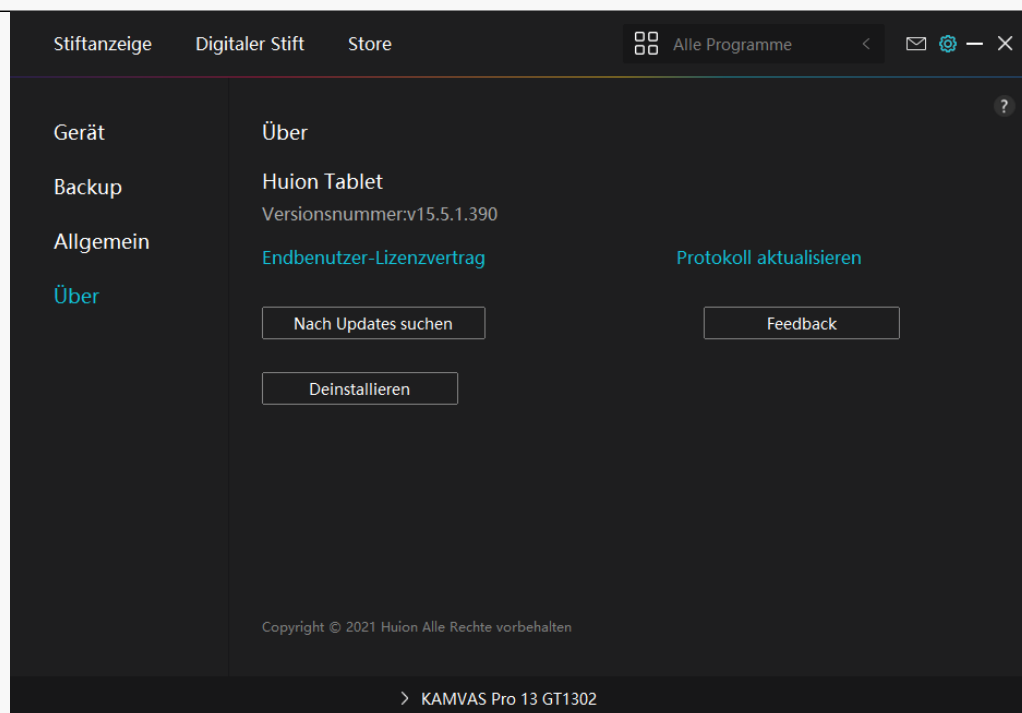 Stiftanzeige Digitaler Stift Store Alle Programme
?
Gerät
Backup
Allgemein
Über
Über
Huion Tablet
Versionsnummer:v15.5.1.390
Endbenutzer-Lizenzvertrag Protokoll aktualisieren
Nach Updates suchen Feedback
Deinstallieren
Copyright © 2021 Huion Alle Rechte vorbehalten
KAMVAS Pro 13 GT1302